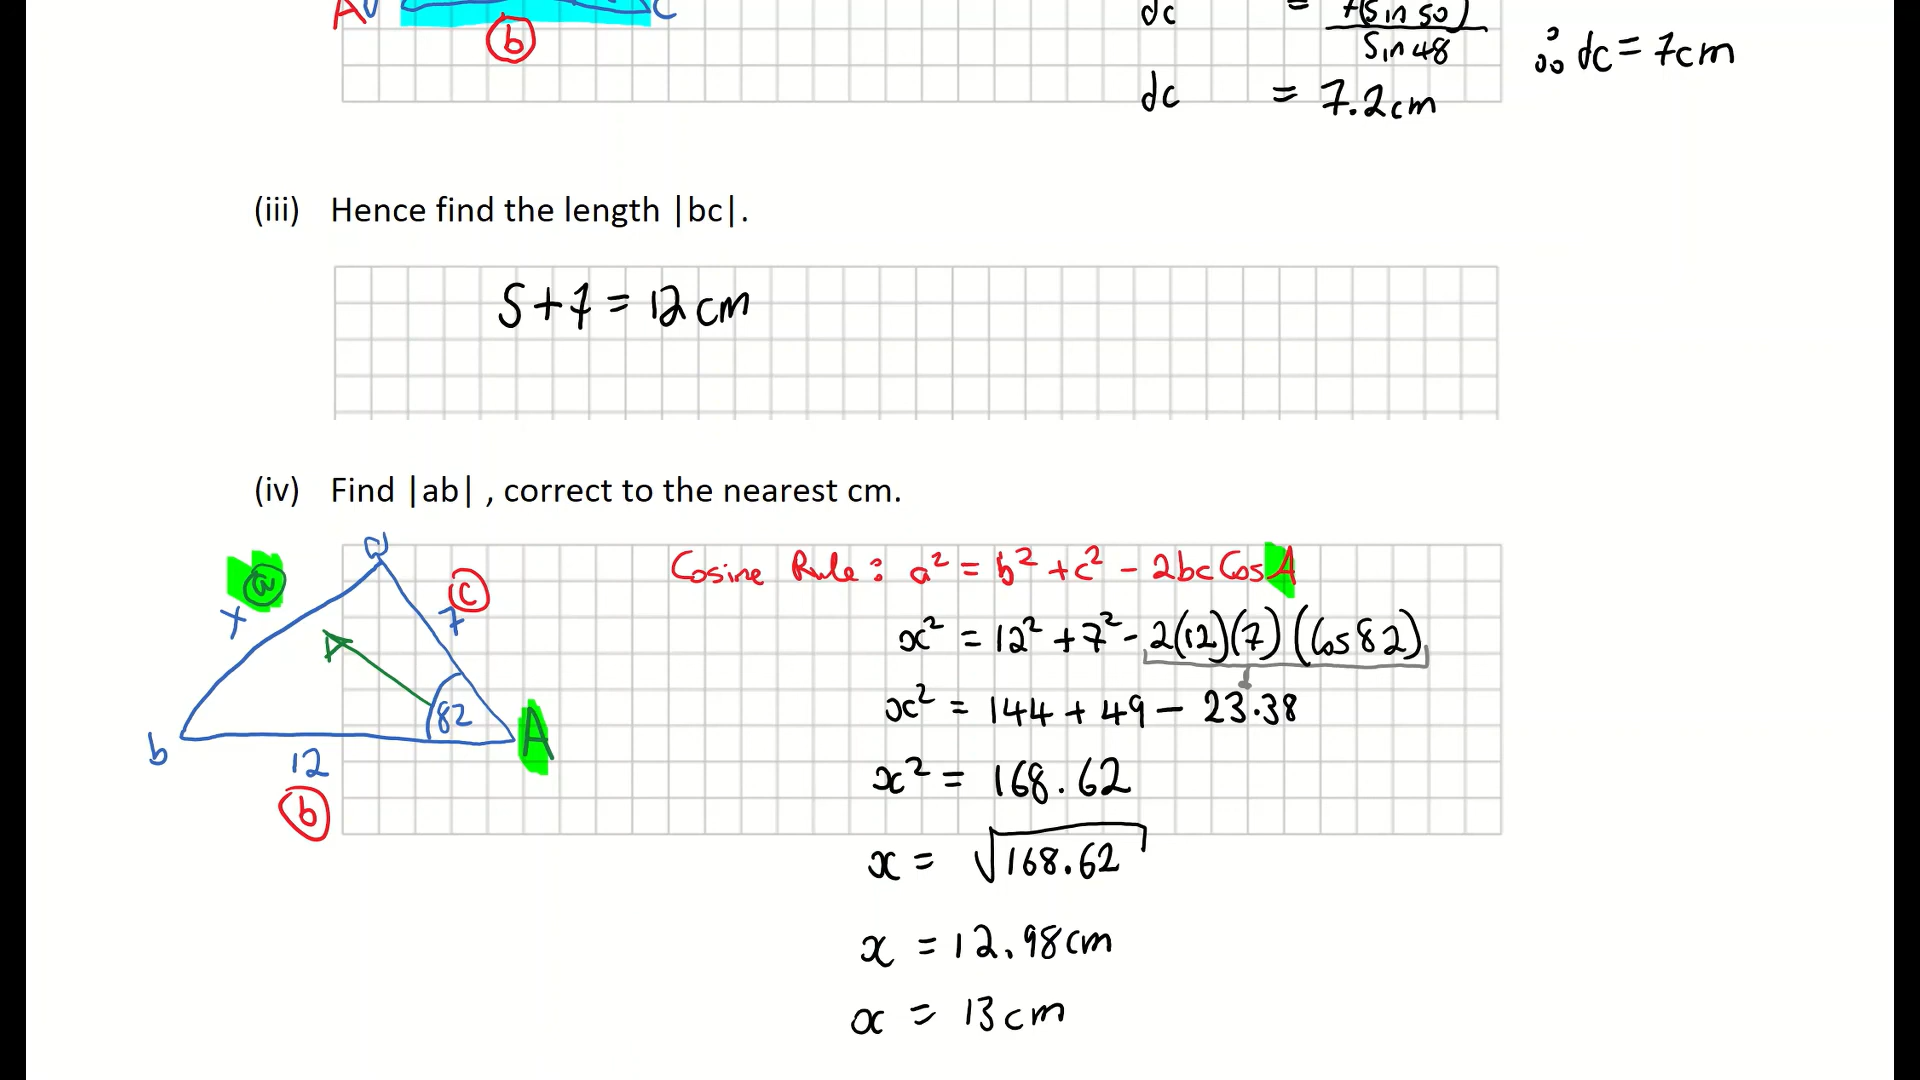 A
C
b
dc = 7(sin 50)
Sin 48
∴ dc = 7cm
dc = 7.2cm
(iii) Hence find the length |bc|.
5 + 7 = 12 cm
(iv) Find |ab| , correct to the nearest cm.
a
a
x
c
7
82
A
b
12
b
Cosine Rule: a² = b² + c² - 2bc Cos A
x² = 12² + 7² - 2(12)(7)(Cos 82)
x² = 144 + 49 - 23.38
x² = 168.62
x = √168.62
x = 12.98cm
x = 13cm